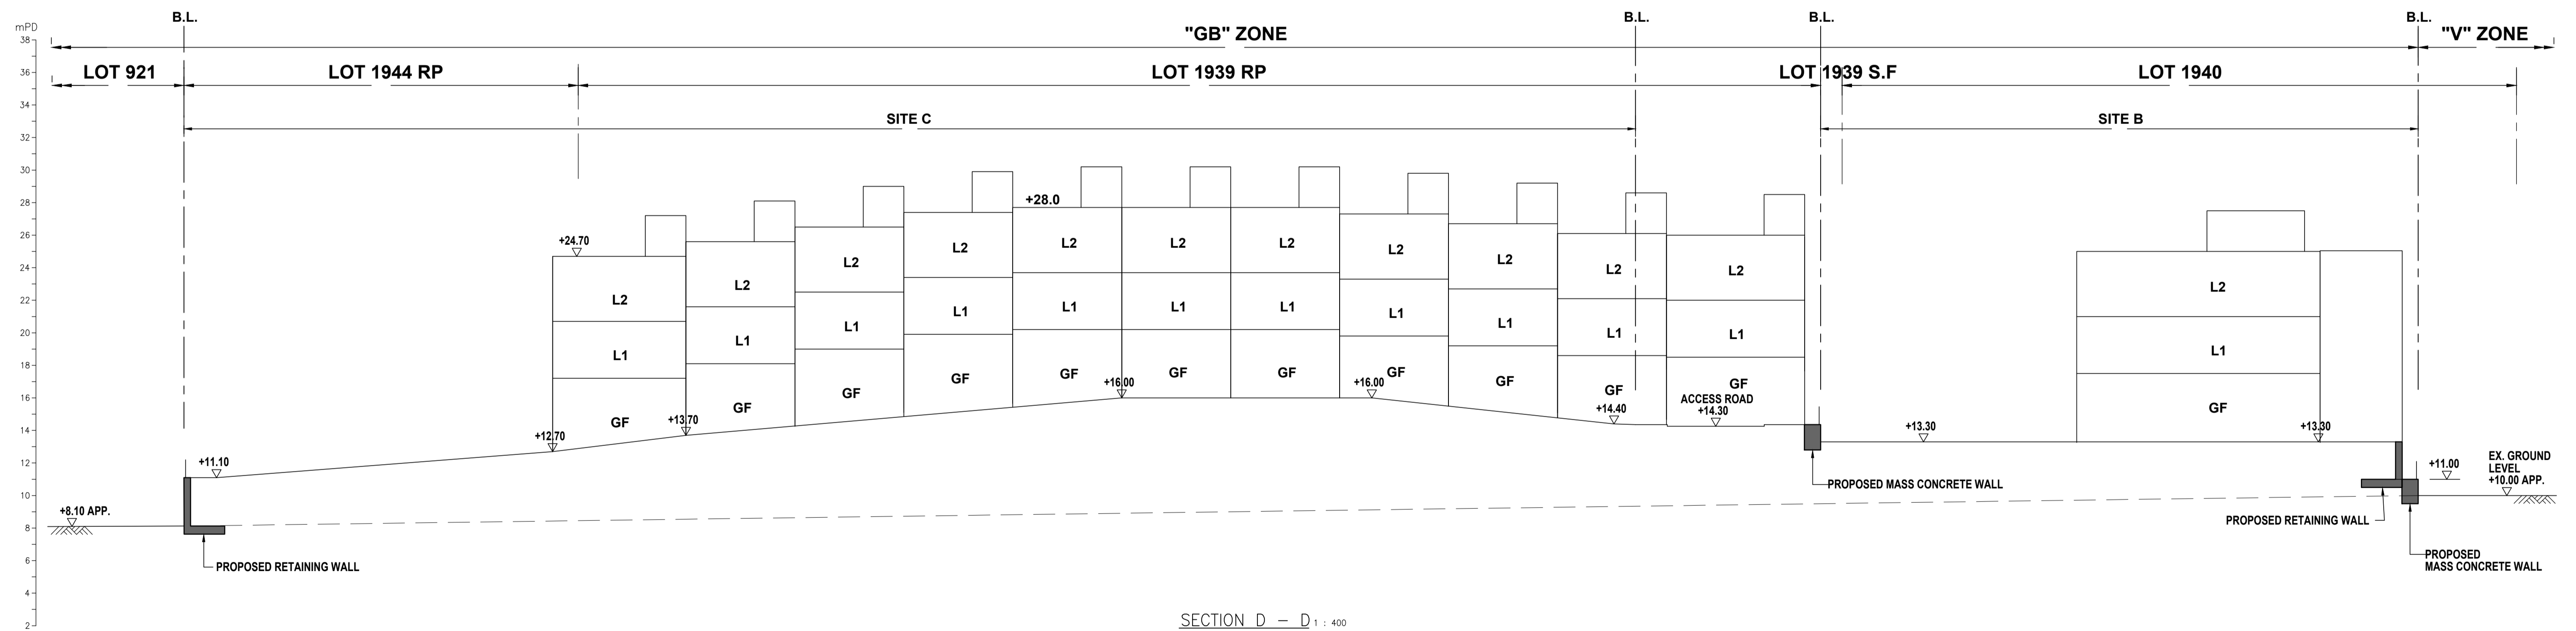 B.L. B.L. B.L. B.L.
mPD
"GB" ZONE "V" ZONE
38
36
34
32
30
28
26
24
22
20
18
16
14
12
10
8
6
4
2
LOT 921 LOT 1944 RP LOT 1939 RP LOT 1939 S.F LOT 1940
SITE C SITE B
+28.0
+24.70
L2 L2 L2 L2 L2 L2 L2 L2 L2 L2 L2 L2
L1 L1 L1 L1 L1 L1 L1 L1 L1 L1 L1 L1
GF GF GF GF GF GF GF GF GF GF GF GF
+16.00 +16.00
ACCESS ROAD
+14.40 +14.30
+12.70 +13.70 +13.30 +13.30
+11.10
+8.10 APP.
+11.00
EX. GROUND
LEVEL
+10.00 APP.
PROPOSED MASS CONCRETE WALL
PROPOSED RETAINING WALL
PROPOSED RETAINING WALL
PROPOSED
MASS CONCRETE WALL
SECTION D - D 1 : 400